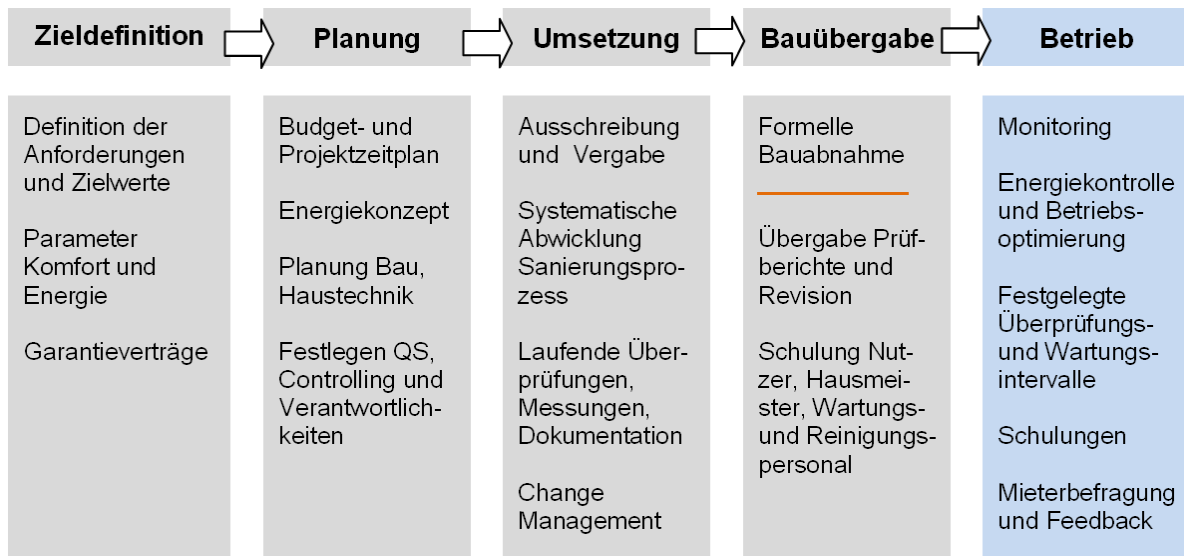 Zieldefinition
Planung
Umsetzung
Bauübergabe
Betrieb
Definition der
Anforderungen
und Zielwerte
Parameter
Komfort und
Energie
Garantieverträge
Budget- und
Projektzeitplan
Energiekonzept
Planung Bau,
Haustechnik
Festlegen QS,
Controlling und
Verantwortlich-
keiten
Ausschreibung
und Vergabe
Systematische
Abwicklung
Sanierungspro-
zess
Laufende Über-
prüfungen,
Messungen,
Dokumentation
Change
Management
Formelle
Bauabnahme
Übergabe Prüf-
berichte und
Revision
Schulung Nut-
zer, Hausmei-
ster, Wartungs-
und Reinigungs-
personal
Monitoring
Energiekontrolle
und Betriebs-
optimierung
Festgelegte
Überprüfungs-
und Wartungs-
intervalle
Schulungen
Mieterbefragung
und Feedback